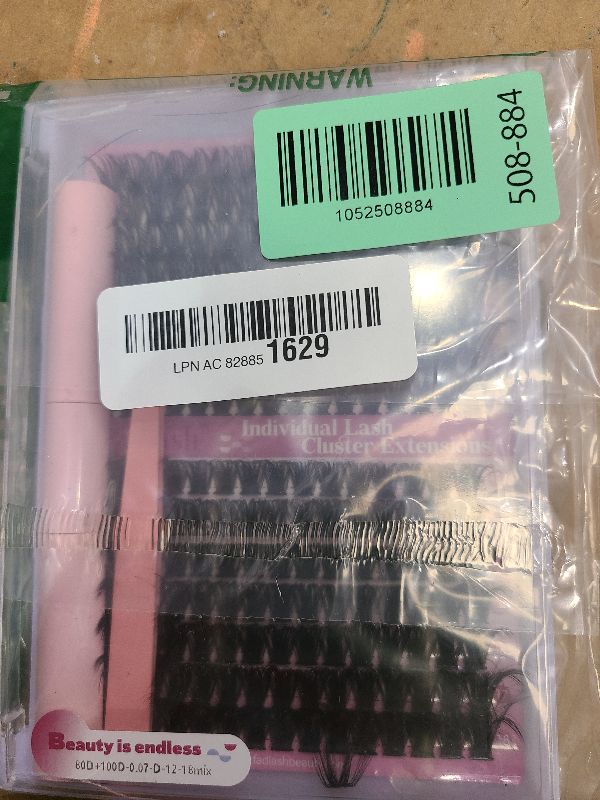 WARNING:
1052508884
508-884
LPN AC 82885 1629
Individual Lash
Cluster Extensions
Beauty is endless
60D+100D-0.07-D-12-18mix
fadlashbeau